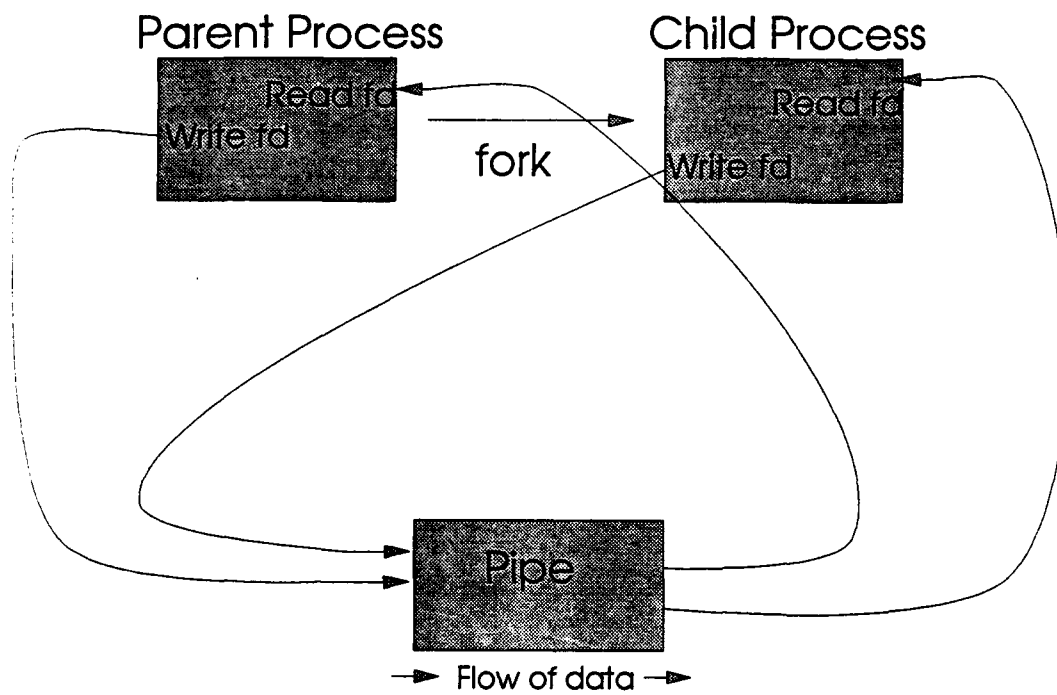 Parent Process
Child Process
Read fd
Write fd
fork
Read fd
Write fd
Pipe
Flow of data